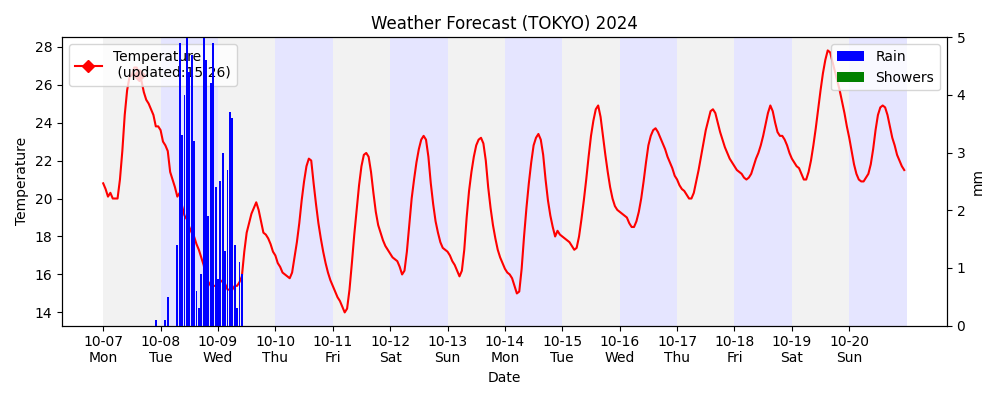 Weather Forecast (TOKYO) 2024
Temperature
(updated:15:26)
Rain
Showers
Temperature
28
26
24
22
20
18
16
14
5
4
3
2
1
0
mm
10-07 10-08 10-09 10-10 10-11 10-12 10-13 10-14 10-15 10-16 10-17 10-18 10-19 10-20
Mon Tue Wed Thu Fri Sat Sun Mon Tue Wed Thu Fri Sat Sun
Date